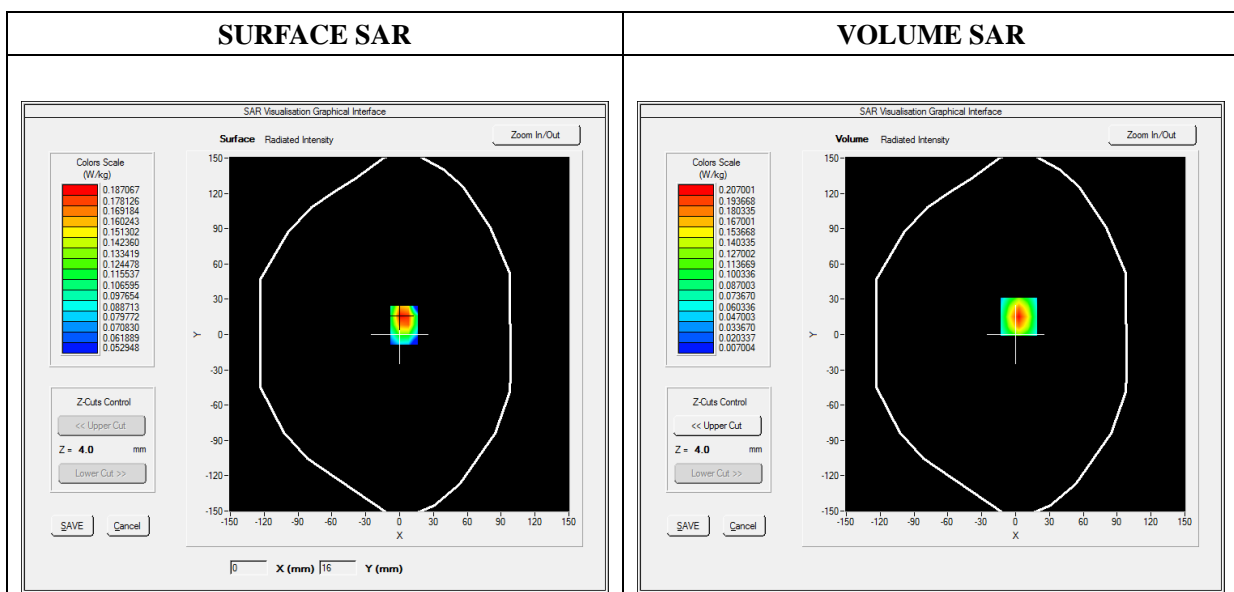 SURFACE SAR
VOLUME SAR
SAR Visualisation Graphical Interface
Surface Radiated Intensity
Zoom In/Out
Colors Scale
(W/kg)
0.187067
0.178126
0.169184
0.160243
0.151302
0.142360
0.133419
0.124478
0.115537
0.106595
0.097654
0.088713
0.079772
0.070830
0.061889
0.052948
Z-Cuts Control
<< Upper Cut
Z = 4.0 mm
Lower Cut >>
SAVE Cancel
150
120
90
60
30
0
-30
-60
-90
-120
-150
Y
-150 -120 -90 -60 -30 0 30 60 90 120 150
X
0 X (mm) 16 Y (mm)
SAR Visualisation Graphical Interface
Volume Radiated Intensity
Zoom In/Out
Colors Scale
(W/kg)
0.207001
0.193668
0.180335
0.167001
0.153668
0.140335
0.127002
0.113669
0.100336
0.087003
0.073670
0.060336
0.047003
0.033670
0.020337
0.007004
Z-Cuts Control
<< Upper Cut
Z = 4.0 mm
Lower Cut >>
SAVE Cancel
150
120
90
60
30
0
-30
-60
-90
-120
-150
Y
-150 -120 -90 -60 -30 0 30 60 90 120 150
X